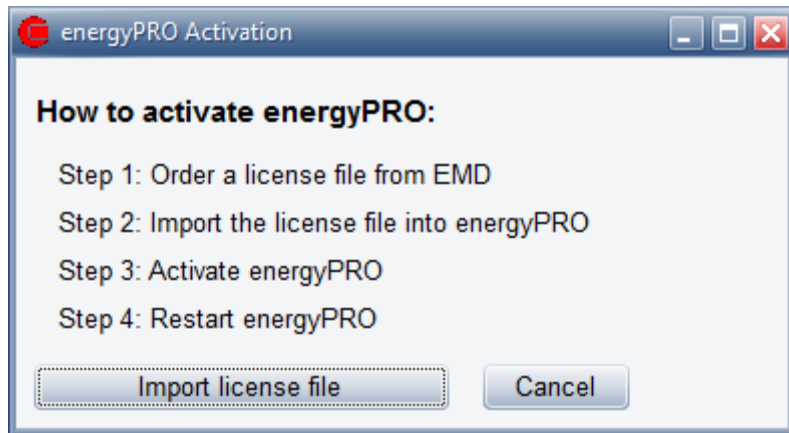 energyPRO Activation
How to activate energyPRO:
Step 1: Order a license file from EMD
Step 2: Import the license file into energyPRO
Step 3: Activate energyPRO
Step 4: Restart energyPRO
Import license file Cancel